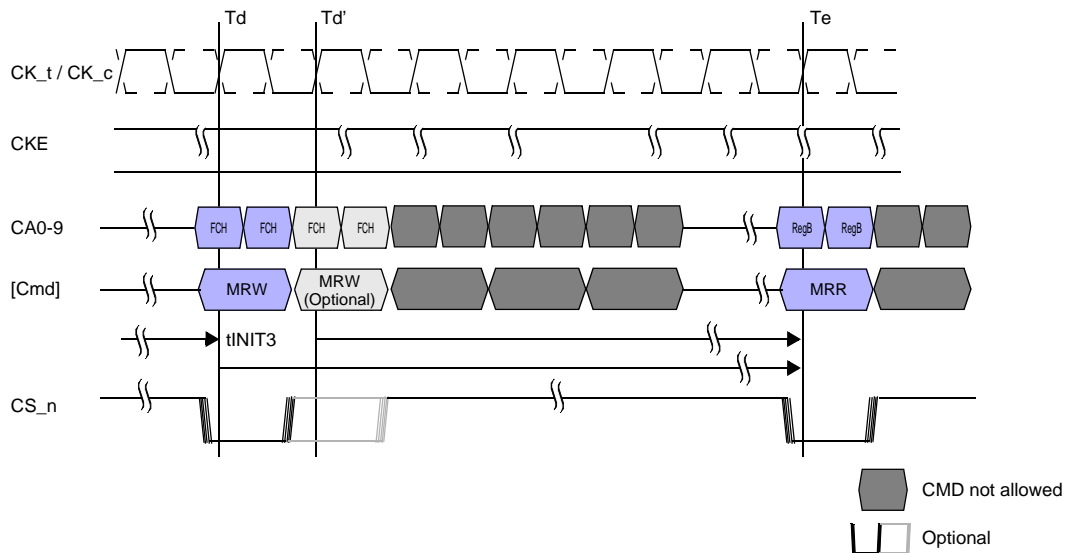 Td
Td'
Te
CK_t / CK_c
CKE
CA0-9
FCH
FCH
FCH
FCH
RegB
RegB
[Cmd]
MRW
MRW
(Optional)
MRR
tINIT3
CS_n
CMD not allowed
Optional